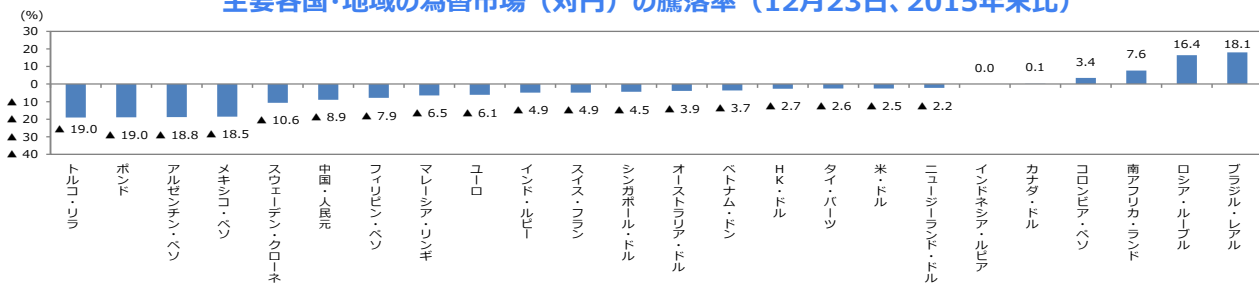 主要各国･地域の為替市場（対円）の騰落率（12月23日、2015年末比）
(%)
30
20
10
0
▲ 10
▲ 20
▲ 30
▲ 40
▲ 19.0
▲ 19.0
▲ 18.8
▲ 18.5
▲ 10.6
▲ 8.9
▲ 7.9
▲ 6.5
▲ 6.1
▲ 4.9
▲ 4.9
▲ 4.5
▲ 3.9
▲ 3.7
▲ 2.7
▲ 2.6
▲ 2.5
▲ 2.2
0.0
0.1
3.4
7.6
16.4
18.1
トルコ・リラ
ポンド
アルゼンチン・ペソ
メキシコ・ペソ
スウェーデン・クローネ
中国・人民元
フィリピン・ペソ
マレーシア・リンギ
ユーロ
インド・ルピー
スイス・フラン
シンガポール・ドル
オーストラリア・ドル
ベトナム・ドン
HK・ドル
タイ・バーツ
米・ドル
ニュージーランド・ドル
インドネシア・ルピア
カナダ・ドル
コロンビア・ペソ
南アフリカ・ランド
ロシア・ルーブル
ブラジル・レアル